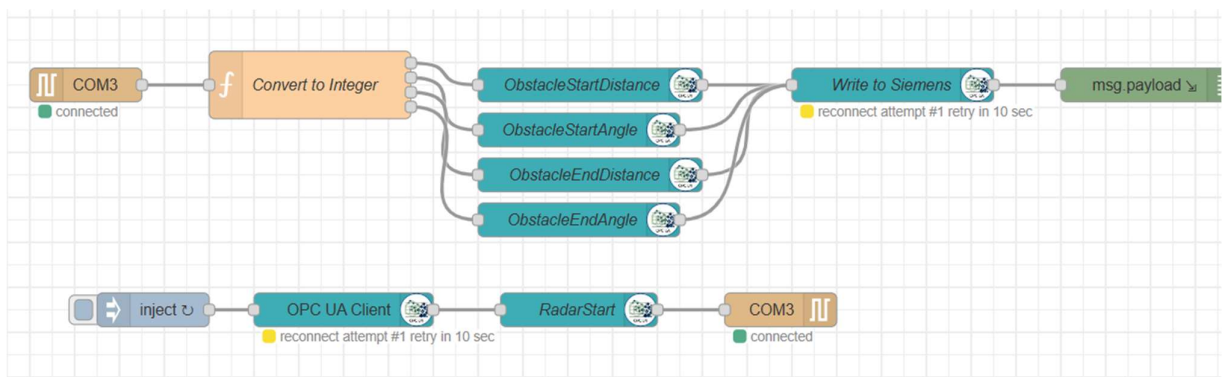 COM3
connected
Convert to Integer
ObstacleStartDistance
ObstacleStartAngle
ObstacleEndDistance
ObstacleEndAngle
Write to Siemens
reconnect attempt #1 retry in 10 sec
msg.payload
inject ↻
OPC UA Client
reconnect attempt #1 retry in 10 sec
RadarStart
COM3
connected